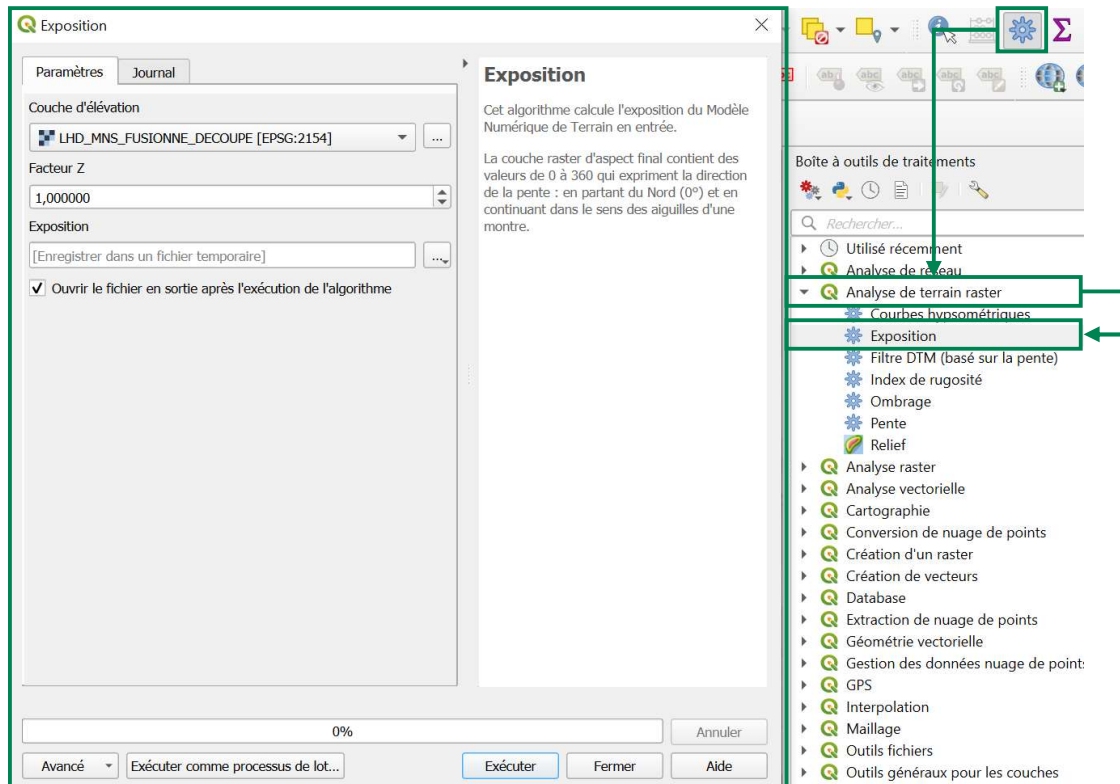 Exposition
Paramètres
Journal
Couche d'élévation
LHD_MNS_FUSIONNE_DECOUPE [EPSG:2154]
...
Facteur Z
1,000000
Exposition
[Enregistrer dans un fichier temporaire]
...
Ouvrir le fichier en sortie après l'exécution de l'algorithme
Exposition
Cet algorithme calcule l'exposition du Modèle
Numérique de Terrain en entrée.
La couche raster d'aspect final contient des
valeurs de 0 à 360 qui expriment la direction
de la pente : en partant du Nord (0°) et en
continuant dans le sens des aiguilles d'une
montre.
0%
Annuler
Avancé
Exécuter comme processus de lot...
Exécuter
Fermer
Aide
Σ
abc
abc
abc
abc
abc
Boîte à outils de traitements
Rechercher...
Utilisé récemment
Analyse de réseau
Analyse de terrain raster
Courbes hypsométriques
Exposition
Filtre DTM (basé sur la pente)
Index de rugosité
Ombrage
Pente
Relief
Analyse raster
Analyse vectorielle
Cartographie
Conversion de nuage de points
Création d'un raster
Création de vecteurs
Database
Extraction de nuage de points
Géométrie vectorielle
Gestion des données nuage de point
GPS
Interpolation
Maillage
Outils fichiers
Outils généraux pour les couches